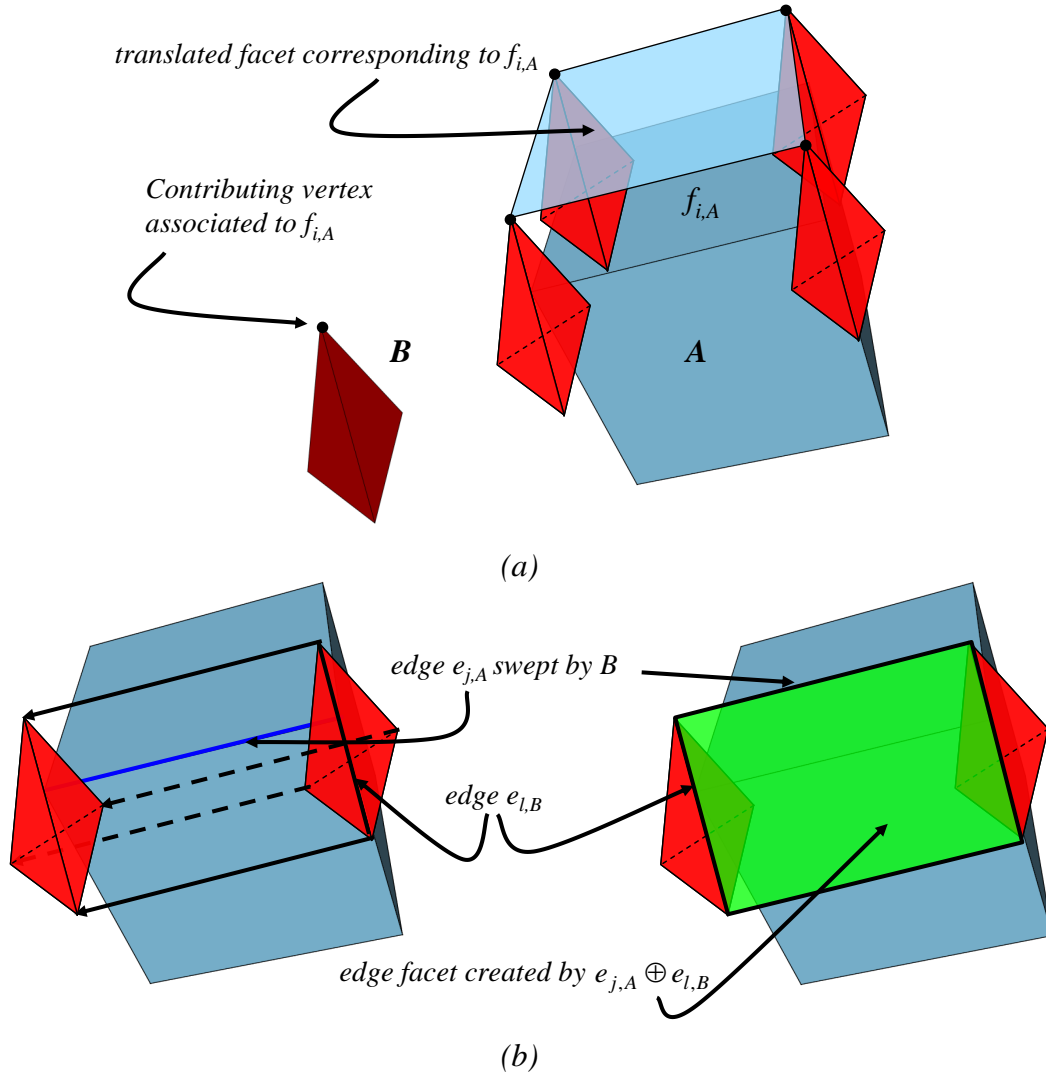 translated facet corresponding to f_{i,A}
Contributing vertex
associated to f_{i,A}
f_{i,A}
B
A
(a)
edge e_{j,A} swept by B
edge e_{l,B}
edge facet created by e_{j,A} ⊕ e_{l,B}
(b)